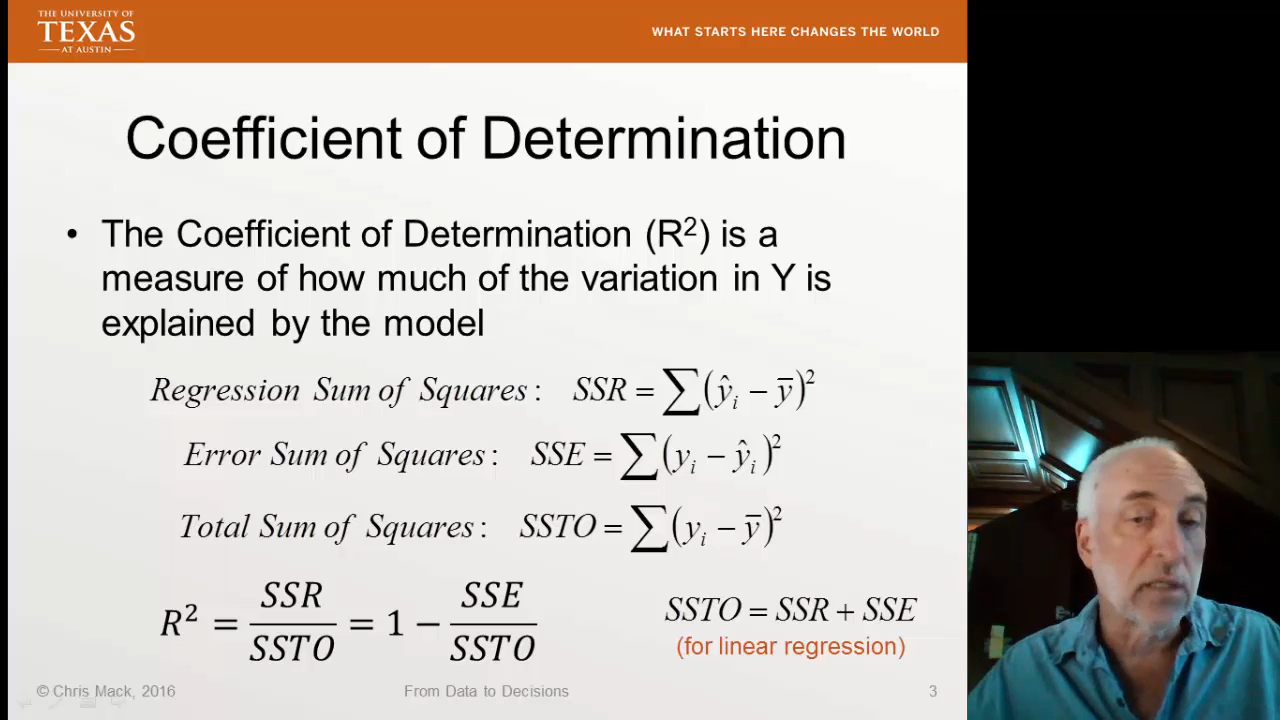 THE UNIVERSITY OF
TEXAS
AT AUSTIN
WHAT STARTS HERE CHANGES THE WORLD
Coefficient of Determination
• The Coefficient of Determination (R²) is a
measure of how much of the variation in Y is
explained by the model
Regression Sum of Squares: SSR = ∑(ŷᵢ − ȳ)²
Error Sum of Squares: SSE = ∑(yᵢ − ŷᵢ)²
Total Sum of Squares: SSTO = ∑(yᵢ − ȳ)²
R² = SSR/SSTO = 1 − SSE/SSTO
SSTO = SSR + SSE
(for linear regression)
© Chris Mack, 2016
From Data to Decisions
3